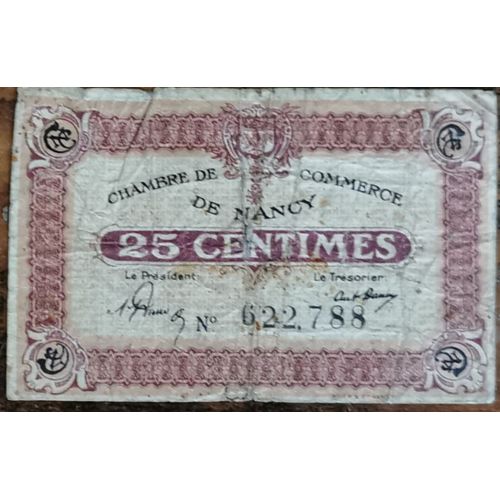 CHAMBRE DE COMMERCE
DE NANCY
25 CENTIMES
Le Président
Le Trésorier
No 622,788